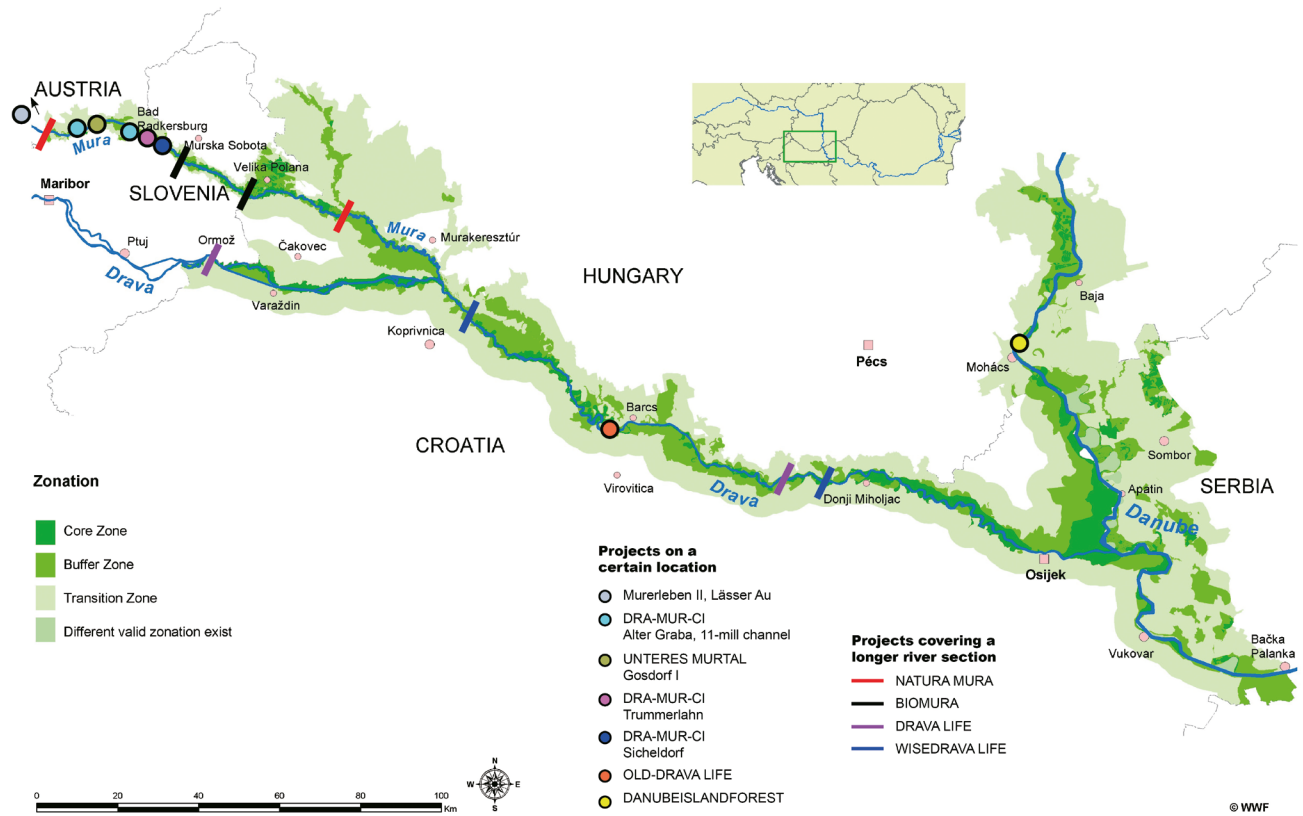 AUSTRIA
Bad
Radkersburg
Mura
Murska Sobota
Velika Polana
Maribor
SLOVENIA
Ptuj
Ormož
Čakovec
Mura
Murakeresztúr
Drava
Varaždin
HUNGARY
Koprivnica
Baja
Pécs
Mohács
Barcs
CROATIA
Sombor
Virovitica
Drava
Donji Miholjac
Apatin
SERBIA
Danube
Osijek
Vukovar
Bačka
Palanka
Zonation
Core Zone
Buffer Zone
Transition Zone
Different valid zonation exist
Projects on a
certain location
Murerleben II, Lässer Au
DRA-MUR-CI
Alter Graba, 11-mill channel
UNTERES MURTAL
Gosdorf I
DRA-MUR-CI
Trummerlahn
DRA-MUR-CI
Sicheldorf
OLD-DRAVA LIFE
DANUBEISLANDFOREST
Projects covering a
longer river section
NATURA MURA
BIOMURA
DRAVA LIFE
WISEDRAVA LIFE
0 20 40 60 80 100
Km
N
W E
S
© WWF